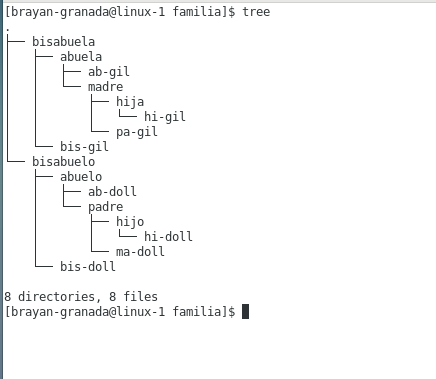 [brayan-granada@linux-1 familia]$ tree
.
├── bisabuela
│   ├── abuela
│   │   ├── ab-gil
│   │   └── madre
│   │       ├── hija
│   │       │   └── hi-gil
│   │       └── pa-gil
│   └── bis-gil
└── bisabuelo
    ├── abuelo
    │   ├── ab-doll
    │   └── padre
    │       ├── hijo
    │       │   └── hi-doll
    │       └── ma-doll
    └── bis-doll

8 directories, 8 files
[brayan-granada@linux-1 familia]$